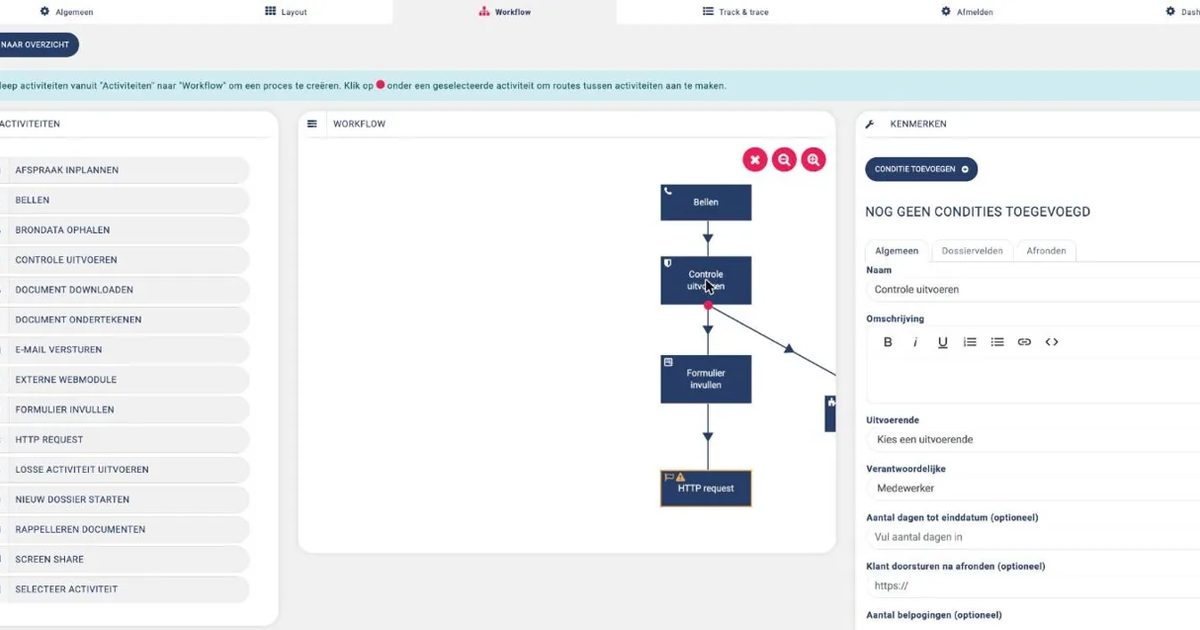 Algemeen
Layout
Workflow
Track & trace
Afmelden
NAAR OVERZICHT
activiteiten vanuit "Activiteiten" naar "Workflow" om een proces te creëren. Klik op onder een geselecteerde activiteit om routes tussen activiteiten aan te maken.
ACTIVITEITEN
AFSPRAAK INPLANNEN
BELLEN
BRONDATA OPHALEN
CONTROLE UITVOEREN
DOCUMENT DOWNLOADEN
DOCUMENT ONDERTEKENEN
E-MAIL VERSTUREN
EXTERNE WEBMODULE
FORMULIER INVULLEN
HTTP REQUEST
LOSSE ACTIVITEIT UITVOEREN
NIEUW DOSSIER STARTEN
RAPPELLEREN DOCUMENTEN
SCREEN SHARE
SELECTEER ACTIVITEIT
WORKFLOW
Bellen
Controle
uitvoeren
Formulier
invullen
HTTP request
KENMERKEN
CONDITIE TOEVOEGEN
NOG GEEN CONDITIES TOEGEVOEGD
Algemeen
Dossiervelden
Afronden
Naam
Controle uitvoeren
Omschrijving
B i U
Uitvoerende
Kies een uitvoerende
Verantwoordelijke
Medewerker
Aantal dagen tot einddatum (optioneel)
Vul aantal dagen in
Klant doorsturen na afronden (optioneel)
https://
Aantal belpogingen (optioneel)